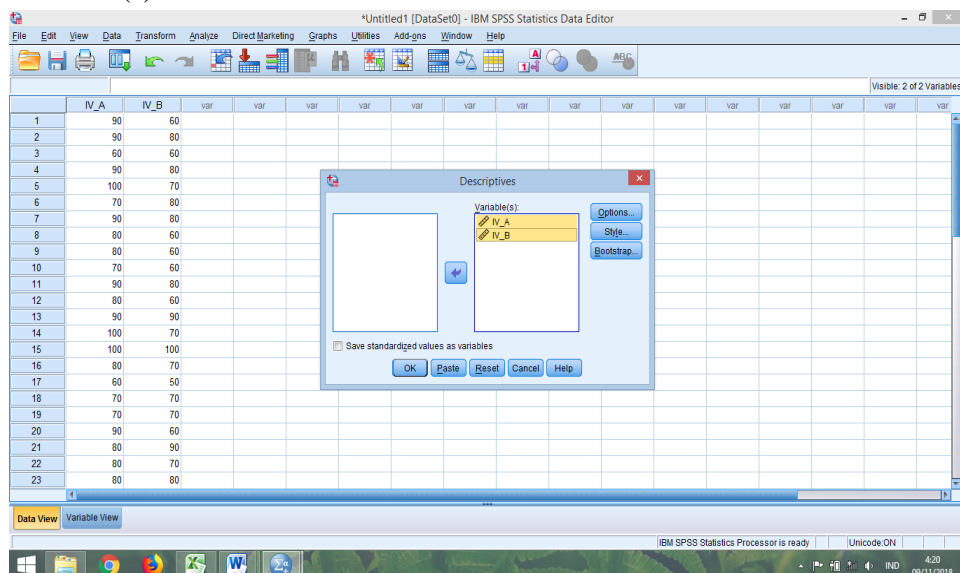 *Untitled1 [DataSet0] - IBM SPSS Statistics Data Editor
File Edit View Data Transform Analyze Direct Marketing Graphs Utilities Add-ons Window Help
Visible: 2 of 2 Variables
IV_A IV_B var var var var var var var var var var var var var var
1 90 60
2 90 80
3 60 60
4 90 80
5 100 70
6 70 80
7 90 80
8 80 60
9 80 60
10 70 60
11 90 80
12 80 60
13 90 90
14 100 70
15 100 100
16 80 70
17 60 50
18 70 70
19 70 70
20 90 60
21 80 90
22 80 70
23 80 80
Descriptives
Variable(s):
IV_A
IV_B
Options...
Style...
Bootstrap...
Save standardized values as variables
OK Paste Reset Cancel Help
Data View Variable View
IBM SPSS Statistics Processor is ready Unicode:ON
IND 4:20
09/11/2018